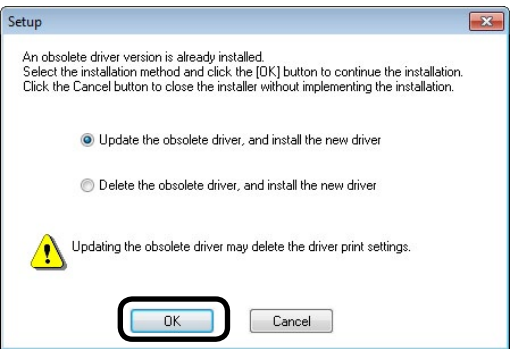 Setup
An obsolete driver version is already installed.
Select the installation method and click the [OK] button to continue the installation.
Click the Cancel button to close the installer without implementing the installation.
Update the obsolete driver, and install the new driver
Delete the obsolete driver, and install the new driver
Updating the obsolete driver may delete the driver print settings.
OK Cancel